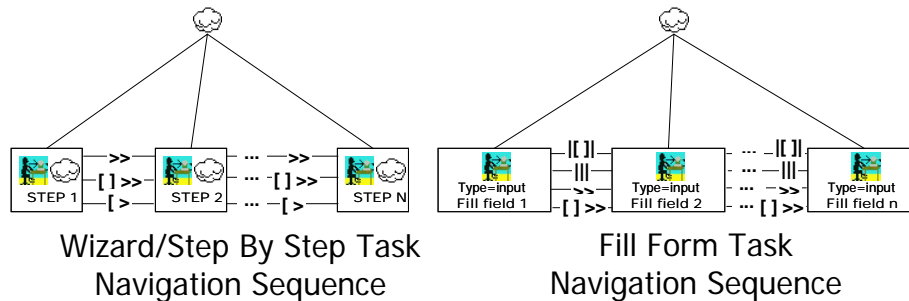 >> ... >>
[ ] >> ... [ ] >>
[ > ... [ >
STEP 1 STEP 2 STEP N
Wizard/Step By Step Task
Navigation Sequence
|[ ]| ... |[ ]|
||| |||
>> ... >>
[ ] >> ... [ ] >>
Type=input Type=input Type=input
Fill field 1 Fill field 2 Fill field n
Fill Form Task
Navigation Sequence